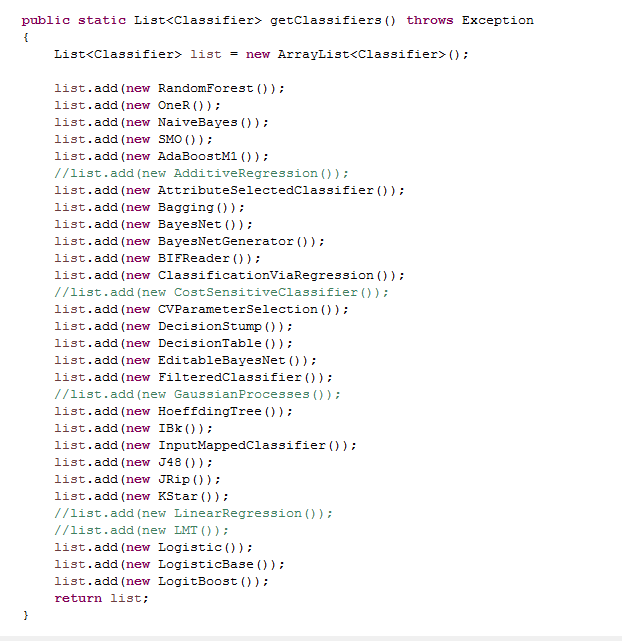 public static List<Classifier> getClassifiers() throws Exception
{
    List<Classifier> list = new ArrayList<Classifier>();

    list.add(new RandomForest());
    list.add(new OneR());
    list.add(new NaiveBayes());
    list.add(new SMO());
    list.add(new AdaBoostM1());
    //list.add(new AdditiveRegression());
    list.add(new AttributeSelectedClassifier());
    list.add(new Bagging());
    list.add(new BayesNet());
    list.add(new BayesNetGenerator());
    list.add(new BIFReader());
    list.add(new ClassificationViaRegression());
    //list.add(new CostSensitiveClassifier());
    list.add(new CVParameterSelection());
    list.add(new DecisionStump());
    list.add(new DecisionTable());
    list.add(new EditableBayesNet());
    list.add(new FilteredClassifier());
    //list.add(new GaussianProcesses());
    list.add(new HoeffdingTree());
    list.add(new IBk());
    list.add(new InputMappedClassifier());
    list.add(new J48());
    list.add(new JRip());
    list.add(new KStar());
    //list.add(new LinearRegression());
    //list.add(new LMT());
    list.add(new Logistic());
    list.add(new LogisticBase());
    list.add(new LogitBoost());
    return list;
}